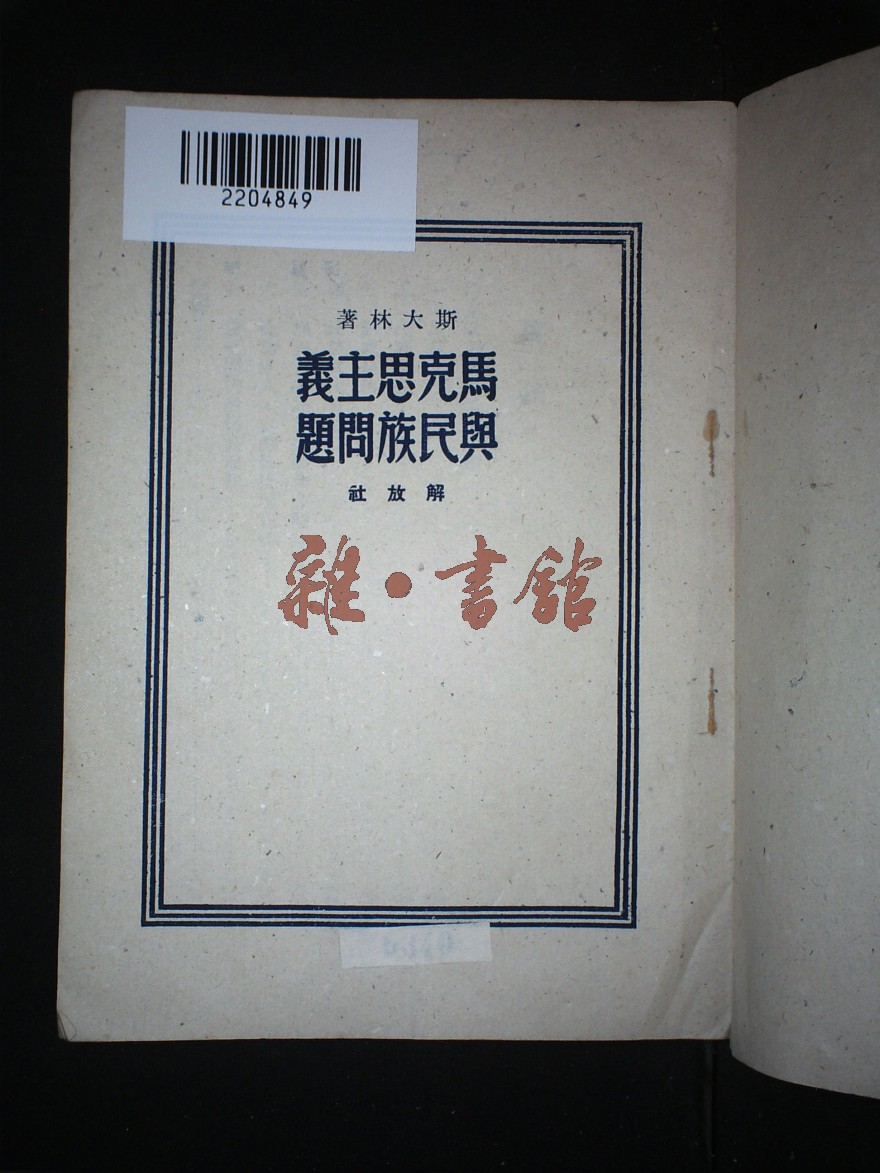 2204849
斯大林著
馬克思主義
與民族問題
解放社
雜·書館